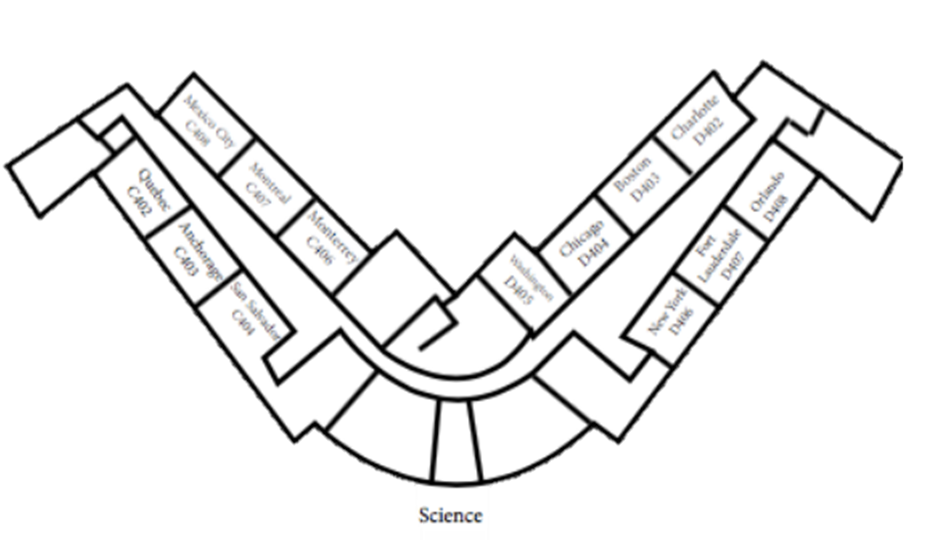 Mexico City
C408
Montreal
C407
Monterrey
C406
Quebec
C402
Anchorage
C403
San Salvador
C404
Charlotte
D402
Boston
D403
Chicago
D404
Washington
D405
Orlando
D408
Fort
Lauderdale
D407
New York
D406
Science